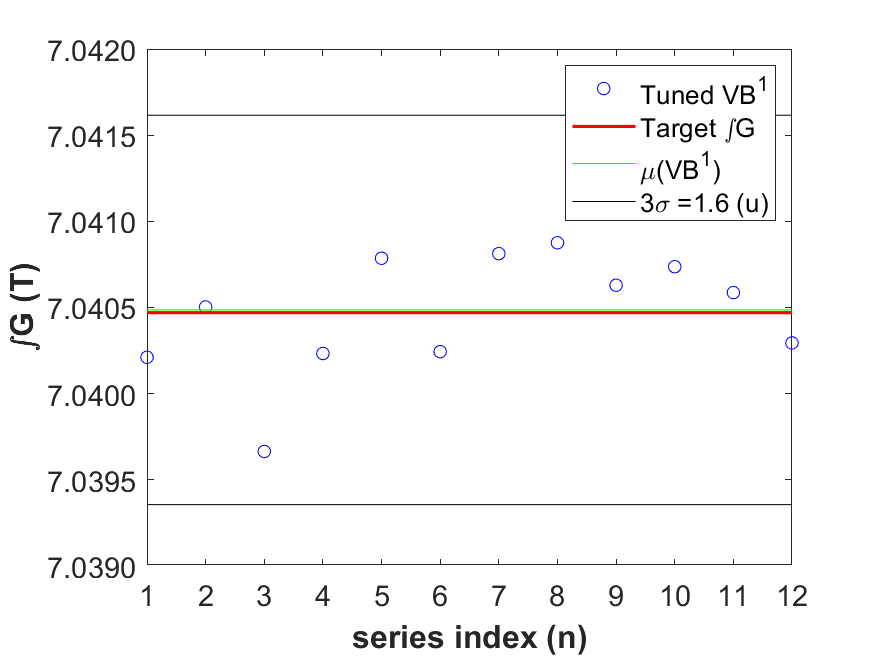 7.0420
7.0415
7.0410
7.0405
7.0400
7.0395
7.0390
∫G (T)
1 2 3 4 5 6 7 8 9 10 11 12
series index (n)
Tuned VB¹
Target ∫G
μ(VB¹)
3σ =1.6 (u)